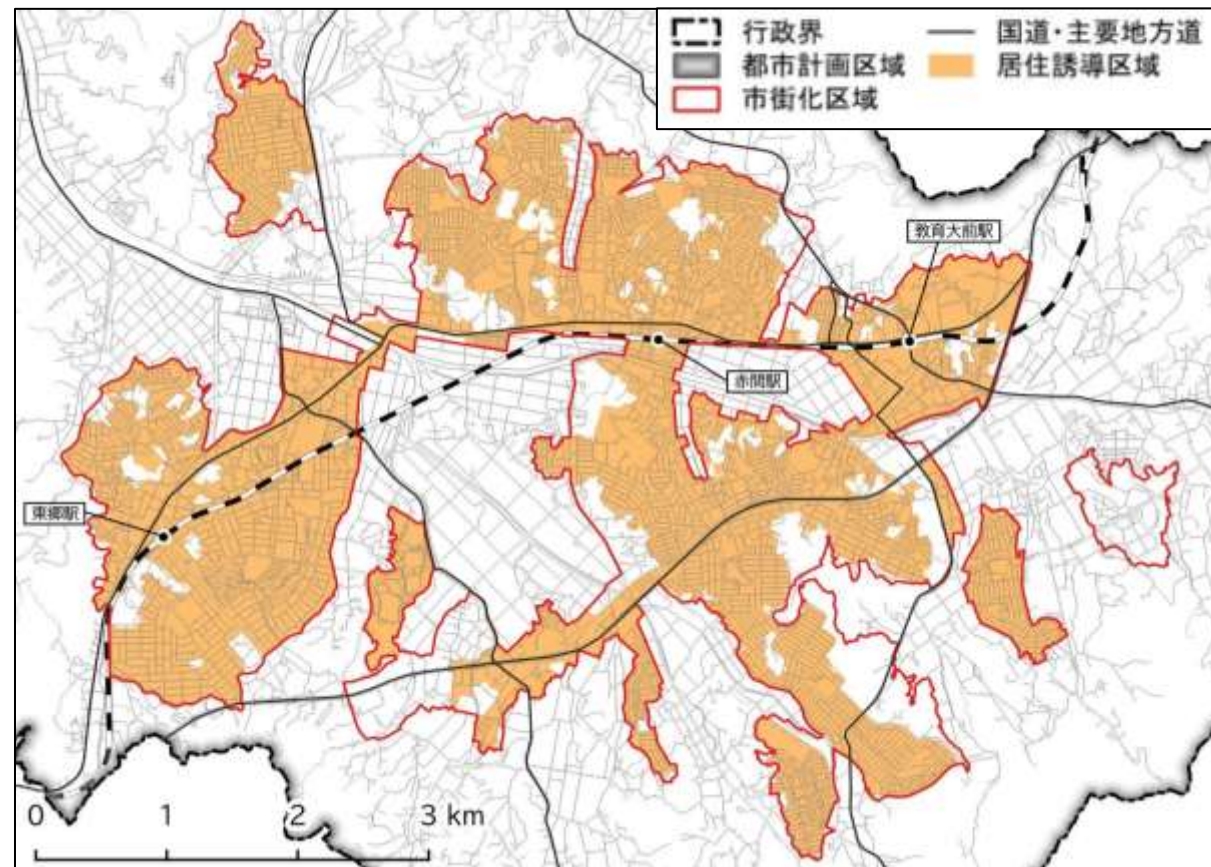 行政界
国道・主要地方道
都市計画区域
居住誘導区域
市街化区域
教育大前駅
赤間駅
東郷駅
0 1 2 3 km